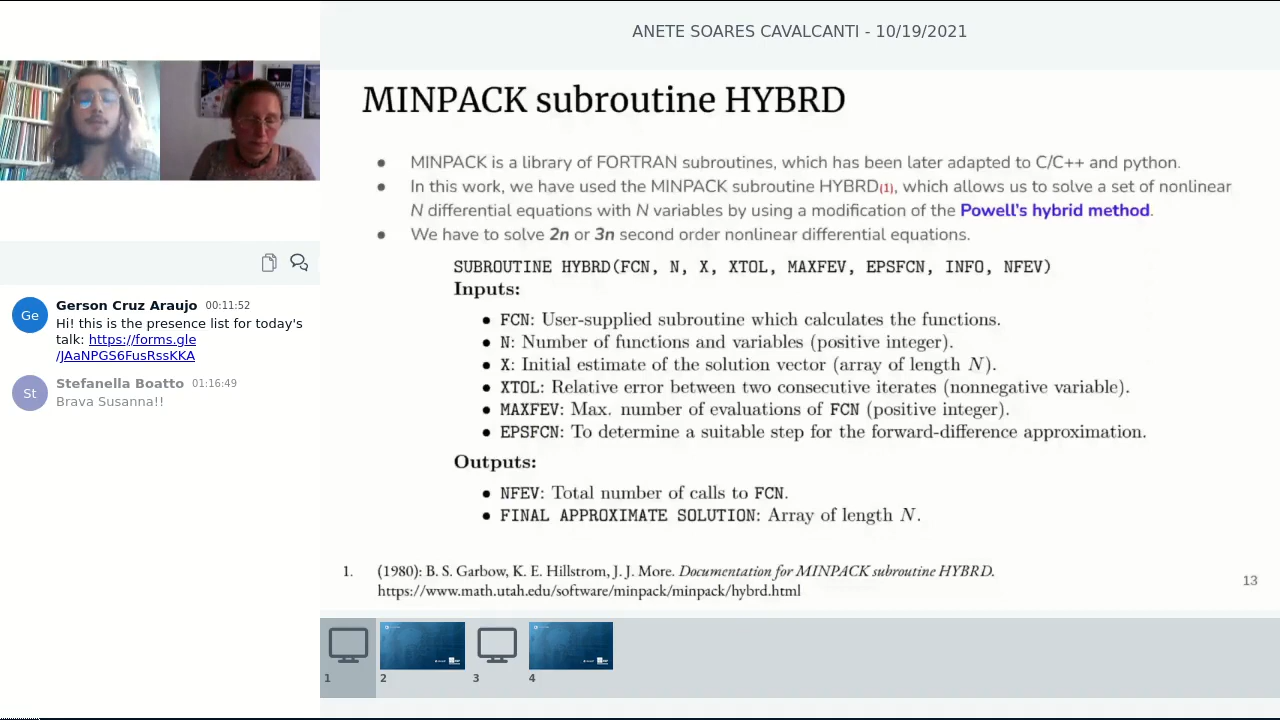 ANETE SOARES CAVALCANTI - 10/19/2021
MINPACK subroutine HYBRD
● MINPACK is a library of FORTRAN subroutines, which has been later adapted to C/C++ and python.
● In this work, we have used the MINPACK subroutine HYBRD(1), which allows us to solve a set of nonlinear
N differential equations with N variables by using a modification of the Powell's hybrid method.
● We have to solve 2n or 3n second order nonlinear differential equations.
SUBROUTINE HYBRD(FCN, N, X, XTOL, MAXFEV, EPSFCN, INFO, NFEV)
Inputs:
● FCN: User-supplied subroutine which calculates the functions.
● N: Number of functions and variables (positive integer).
● X: Initial estimate of the solution vector (array of length N).
● XTOL: Relative error between two consecutive iterates (nonnegative variable).
● MAXFEV: Max. number of evaluations of FCN (positive integer).
● EPSFCN: To determine a suitable step for the forward-difference approximation.
Outputs:
● NFEV: Total number of calls to FCN.
● FINAL APPROXIMATE SOLUTION: Array of length N.
1. (1980): B. S. Garbow, K. E. Hillstrom, J. J. More. Documentation for MINPACK subroutine HYBRD.
https://www.math.utah.edu/software/minpack/minpack/hybrd.html
13
Ge
Gerson Cruz Araujo 00:11:52
Hi! this is the presence list for today's
talk: https://forms.gle
/JAaNPGS6FusRssKKA
St
Stefanella Boatto 01:16:49
Brava Susanna!!
1
2
3
4